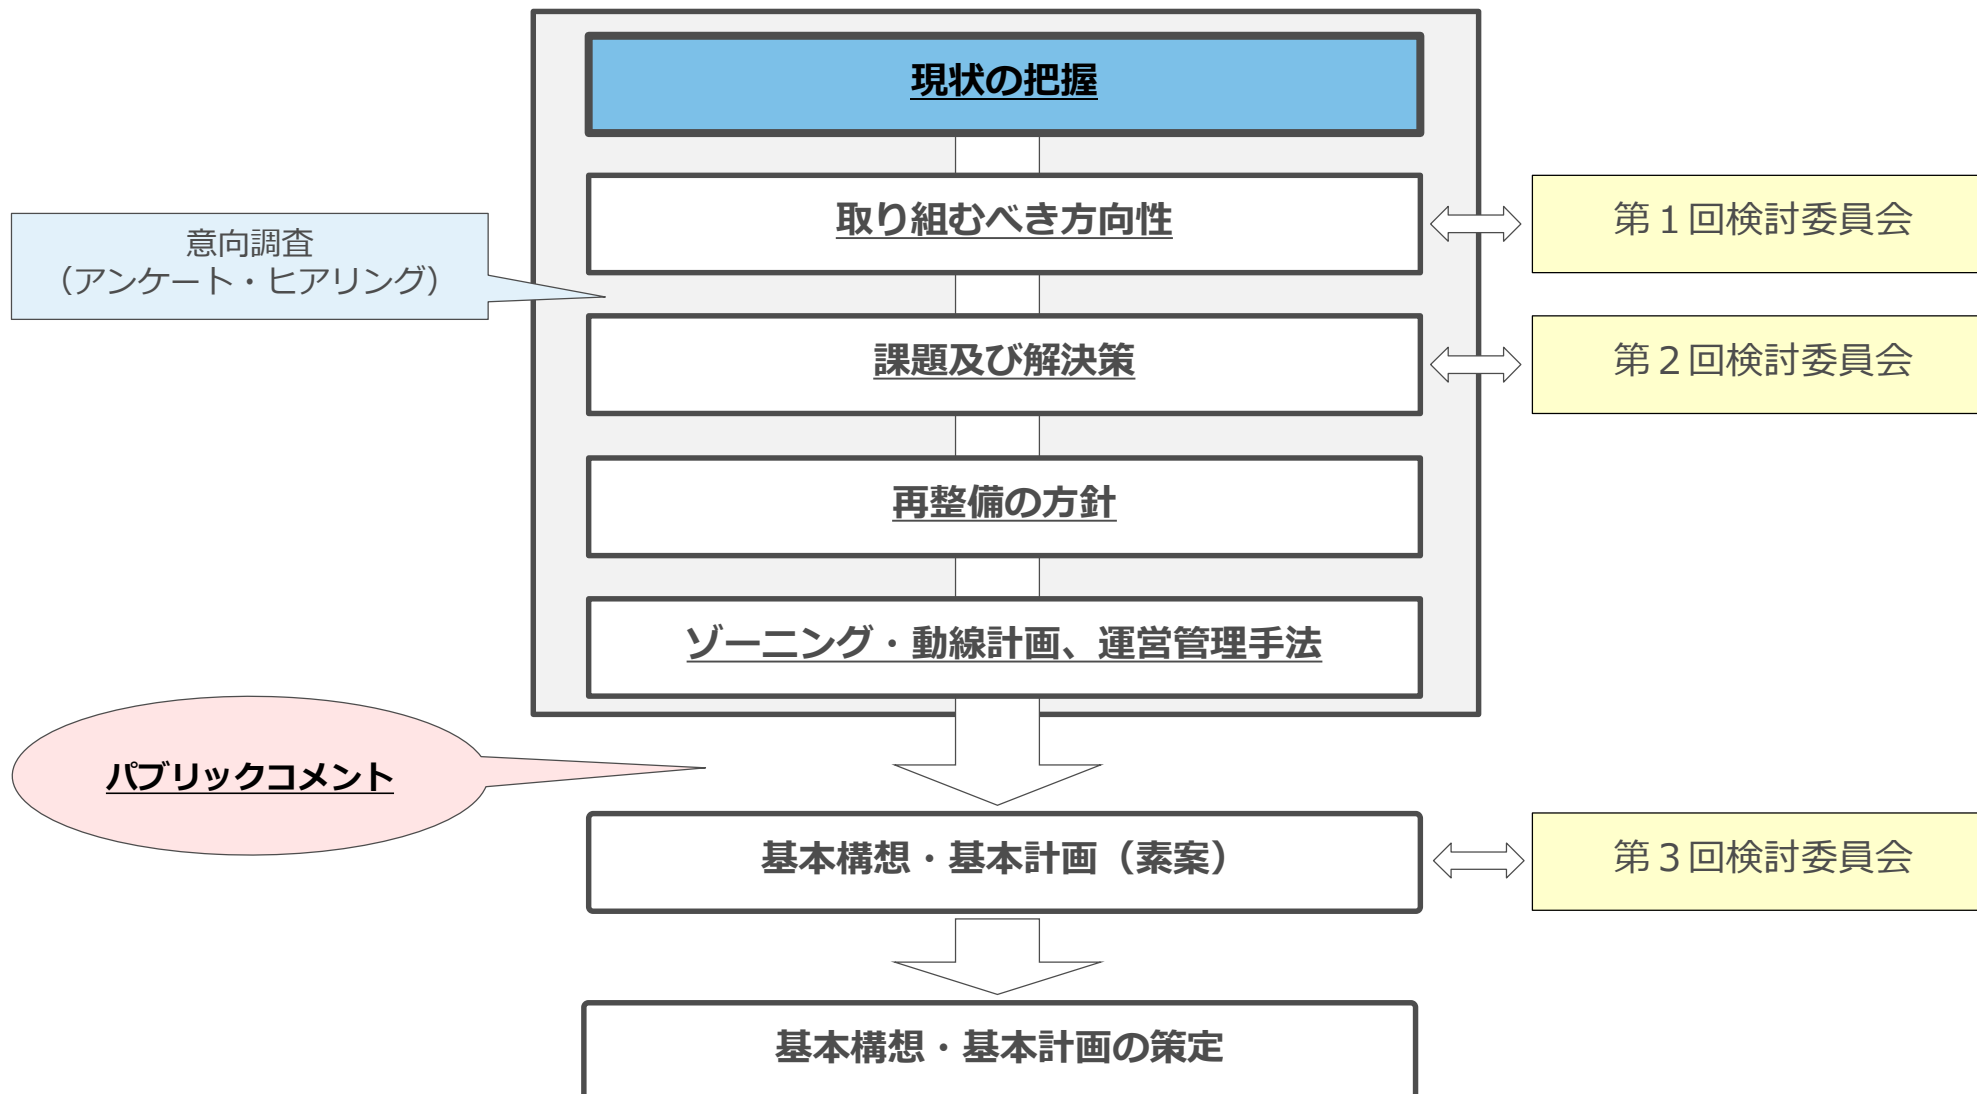 現状の把握
取り組むべき方向性
第１回検討委員会
意向調査
（アンケート・ヒアリング）
課題及び解決策
第２回検討委員会
再整備の方針
ゾーニング・動線計画、運営管理手法
パブリックコメント
基本構想・基本計画（素案）
第３回検討委員会
基本構想・基本計画の策定